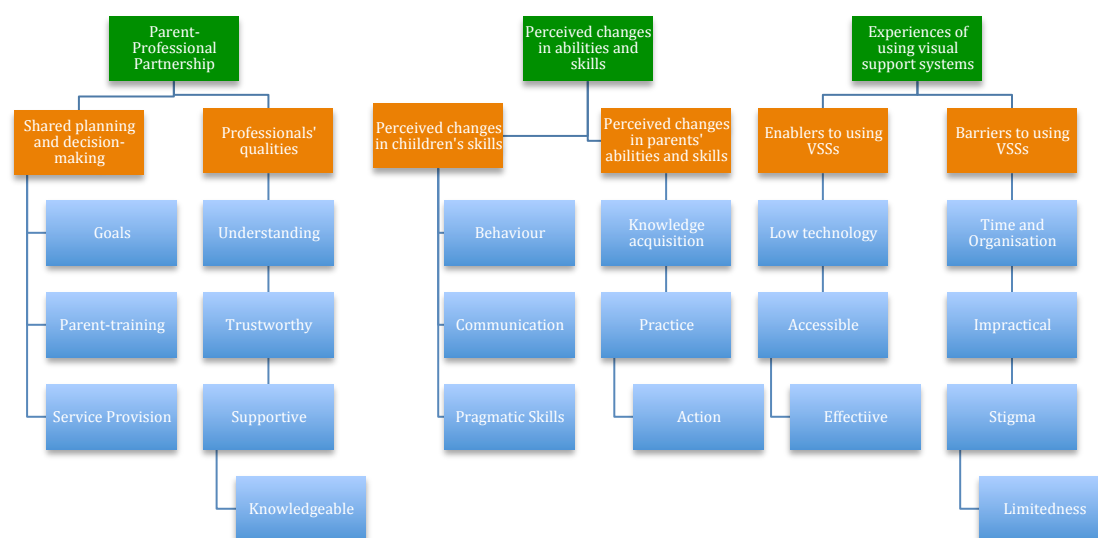 Parent-
Professional
Partnership
Perceived changes
in abilities and
skills
Experiences of
using visual
support systems
Shared planning
and decision-
making
Professionals'
qualities
Perceived changes
in chiildren's skills
Perceived changes
in parents'
abilities and skills
Enablers to using
VSSs
Barriers to using
VSSs
Goals
Understanding
Behaviour
Knowledge
acquisition
Low technology
Time and
Organisation
Parent-training
Trustworthy
Communication
Practice
Accessible
Impractical
Service Provision
Supportive
Pragmatic Skills
Action
Effectiive
Stigma
Knowledgeable
Limitedness